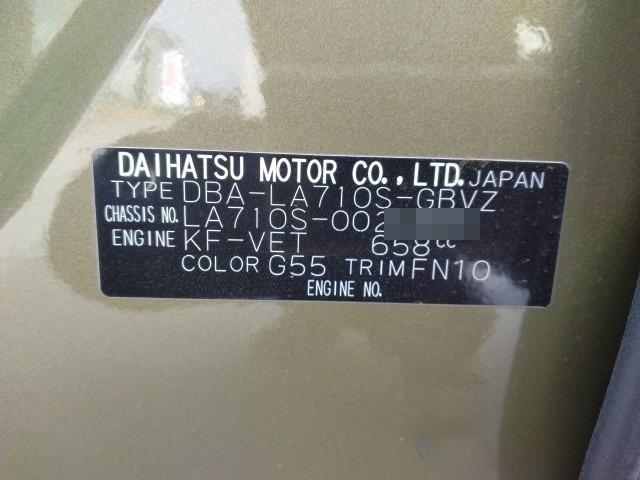 DAIHATSU MOTOR CO., LTD. JAPAN
TYPE DBA-LA710S-GBVZ
CHASSIS NO. LA710S-002
ENGINE KF-VET 658cc
COLOR G55 TRIM FN10
ENGINE NO.